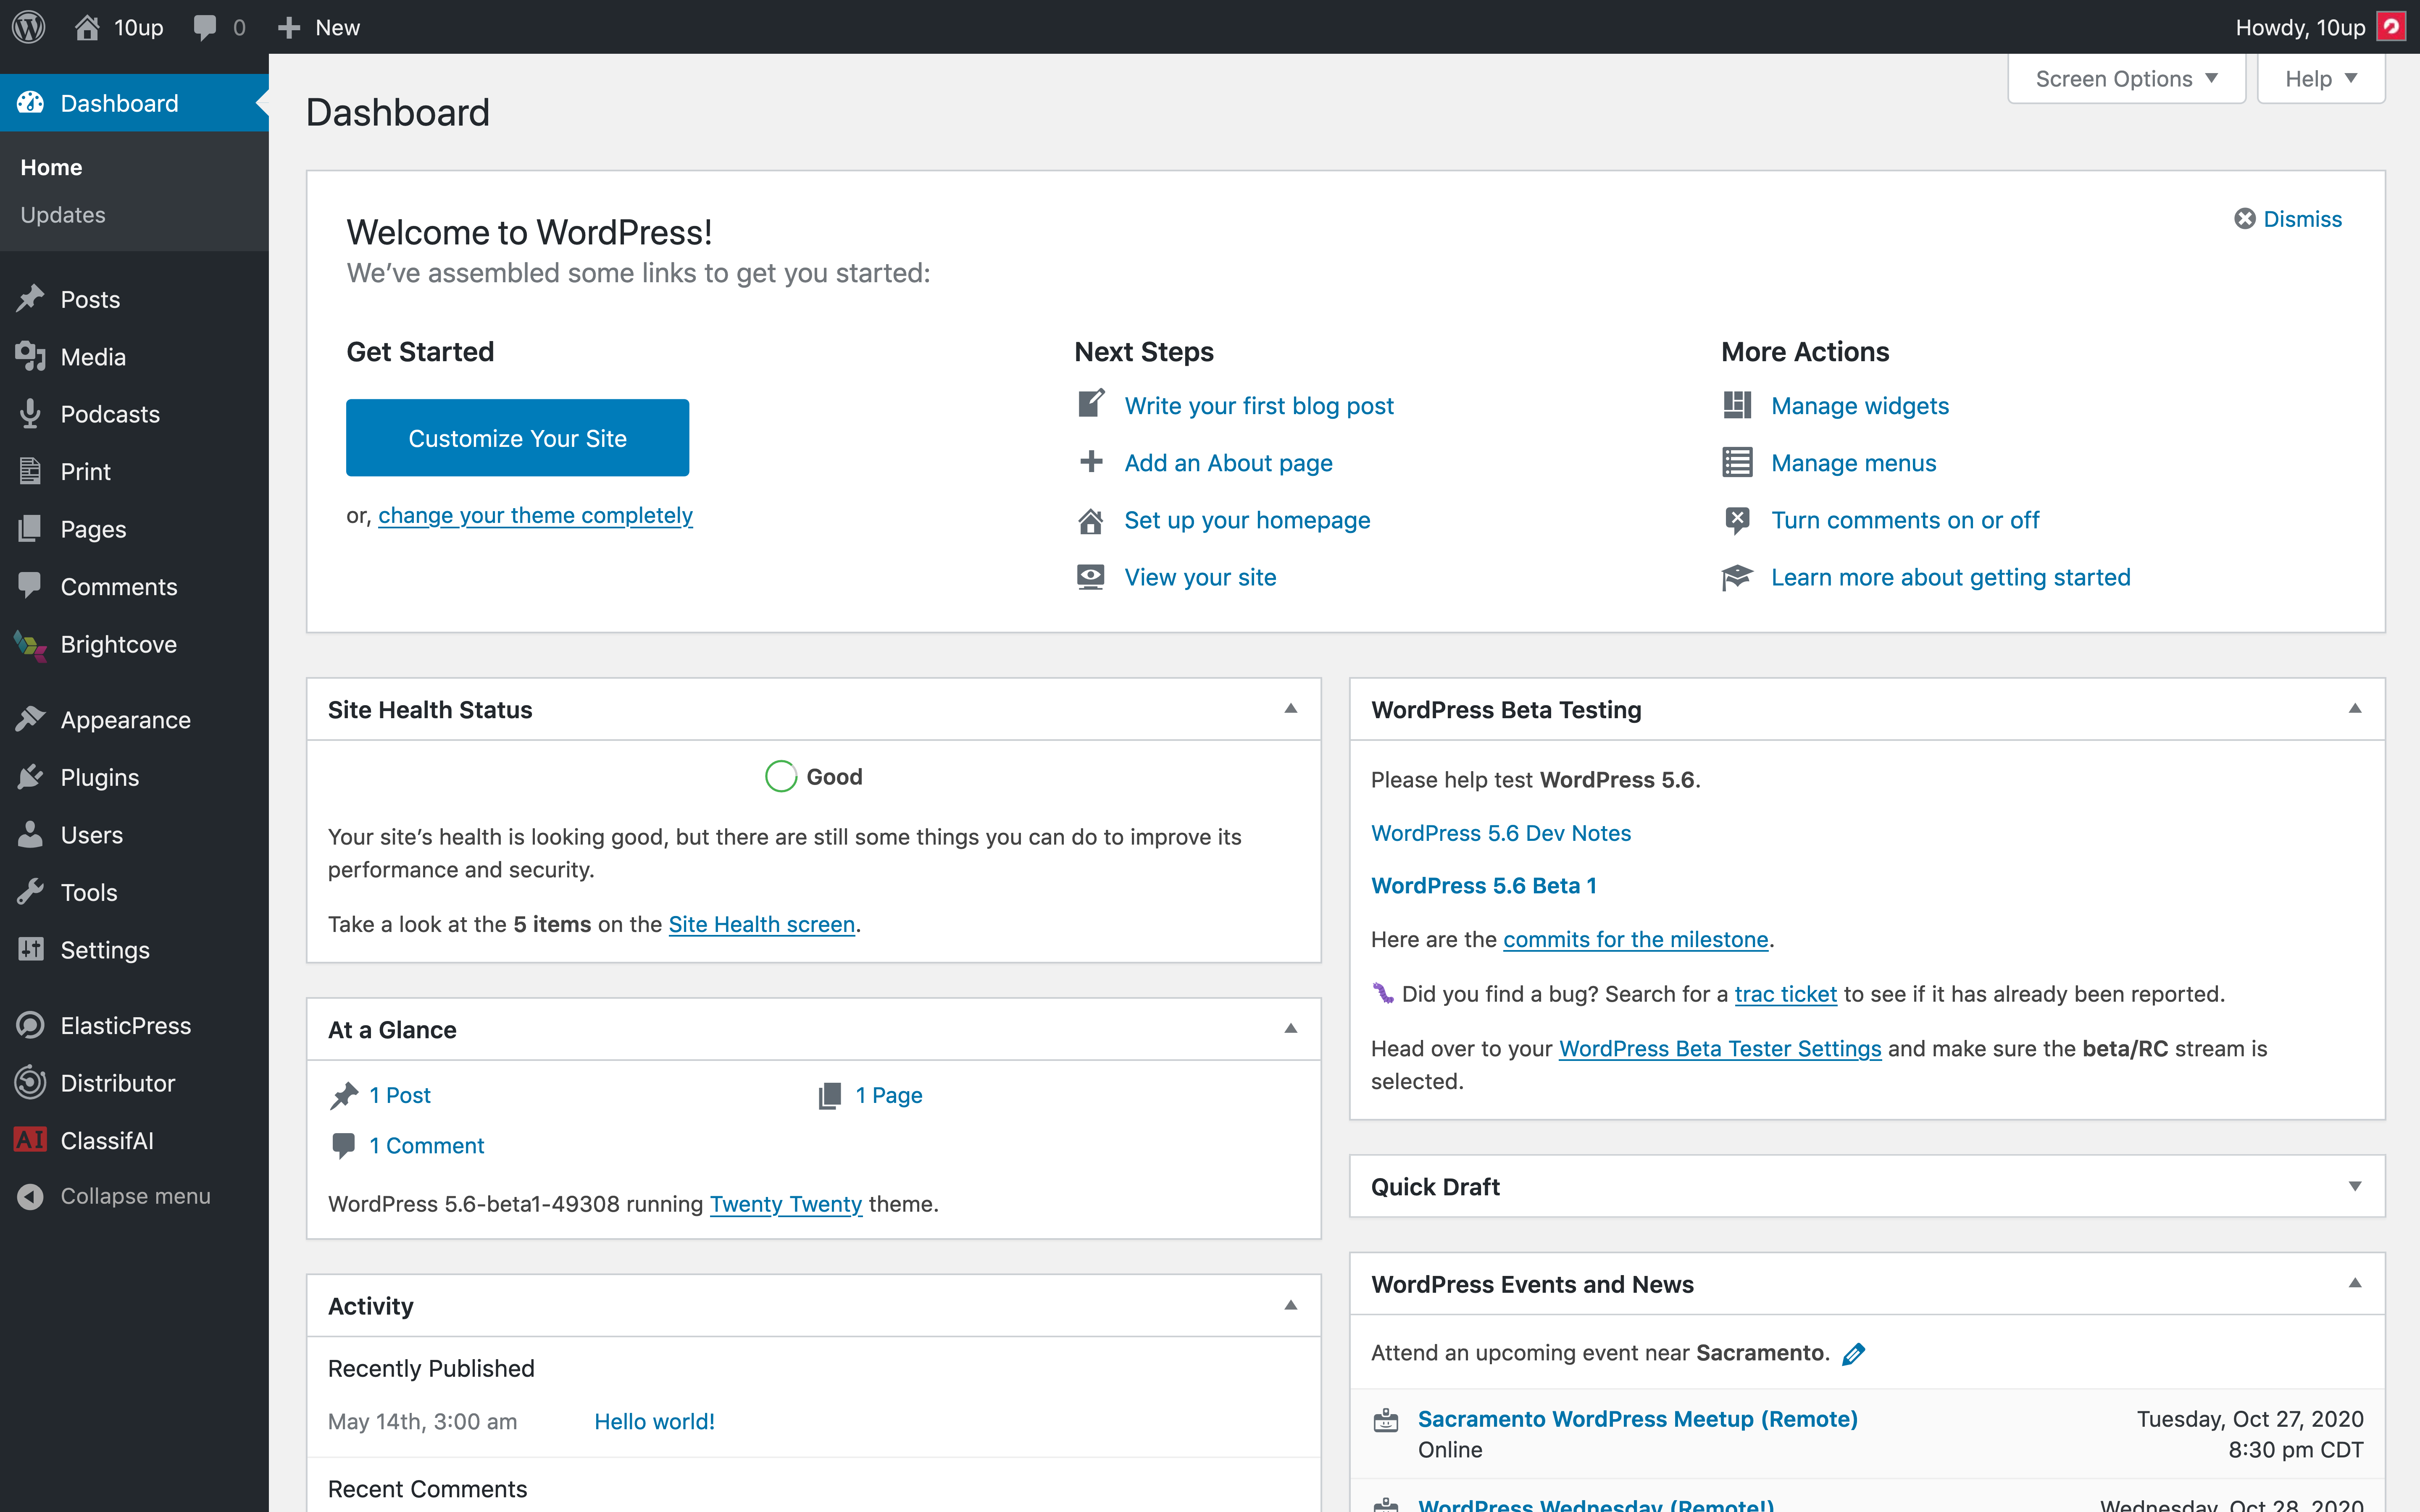 10up
0
New
Howdy, 10up
Dashboard
Home
Updates
Posts
Media
Podcasts
Print
Pages
Comments
Brightcove
Appearance
Plugins
Users
Tools
Settings
ElasticPress
Distributor
AI ClassifAI
Collapse menu
Screen Options
Help
Dashboard
Welcome to WordPress!
Dismiss
We’ve assembled some links to get you started:
Get Started
Customize Your Site
or, change your theme completely
Next Steps
Write your first blog post
Add an About page
Set up your homepage
View your site
More Actions
Manage widgets
Manage menus
Turn comments on or off
Learn more about getting started
Site Health Status
Good
Your site’s health is looking good, but there are still some things you can do to improve its
performance and security.
Take a look at the 5 items on the Site Health screen.
At a Glance
1 Post
1 Page
1 Comment
WordPress 5.6-beta1-49308 running Twenty Twenty theme.
Activity
Recently Published
May 14th, 3:00 am
Hello world!
Recent Comments
WordPress Beta Testing
Please help test WordPress 5.6.
WordPress 5.6 Dev Notes
WordPress 5.6 Beta 1
Here are the commits for the milestone.
Did you find a bug? Search for a trac ticket to see if it has already been reported.
Head over to your WordPress Beta Tester Settings and make sure the beta/RC stream is
selected.
Quick Draft
WordPress Events and News
Attend an upcoming event near Sacramento.
Sacramento WordPress Meetup (Remote)
Tuesday, Oct 27, 2020
Online
8:30 pm CDT
WordPress Wednesday (Remote!)
Wednesday, Oct 28, 2020